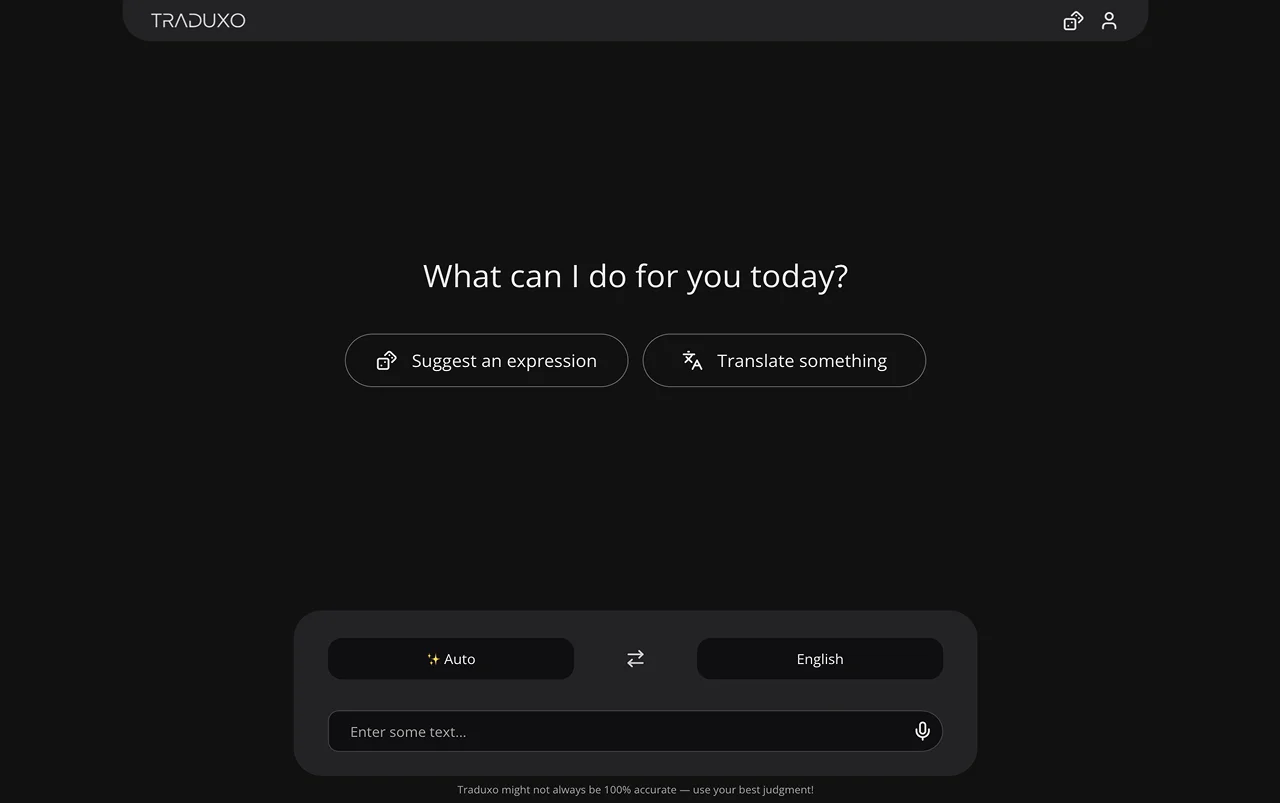 TRADUXO
What can I do for you today?
Suggest an expression
Translate something
✨ Auto
English
Enter some text...
Traduxo might not always be 100% accurate — use your best judgment!